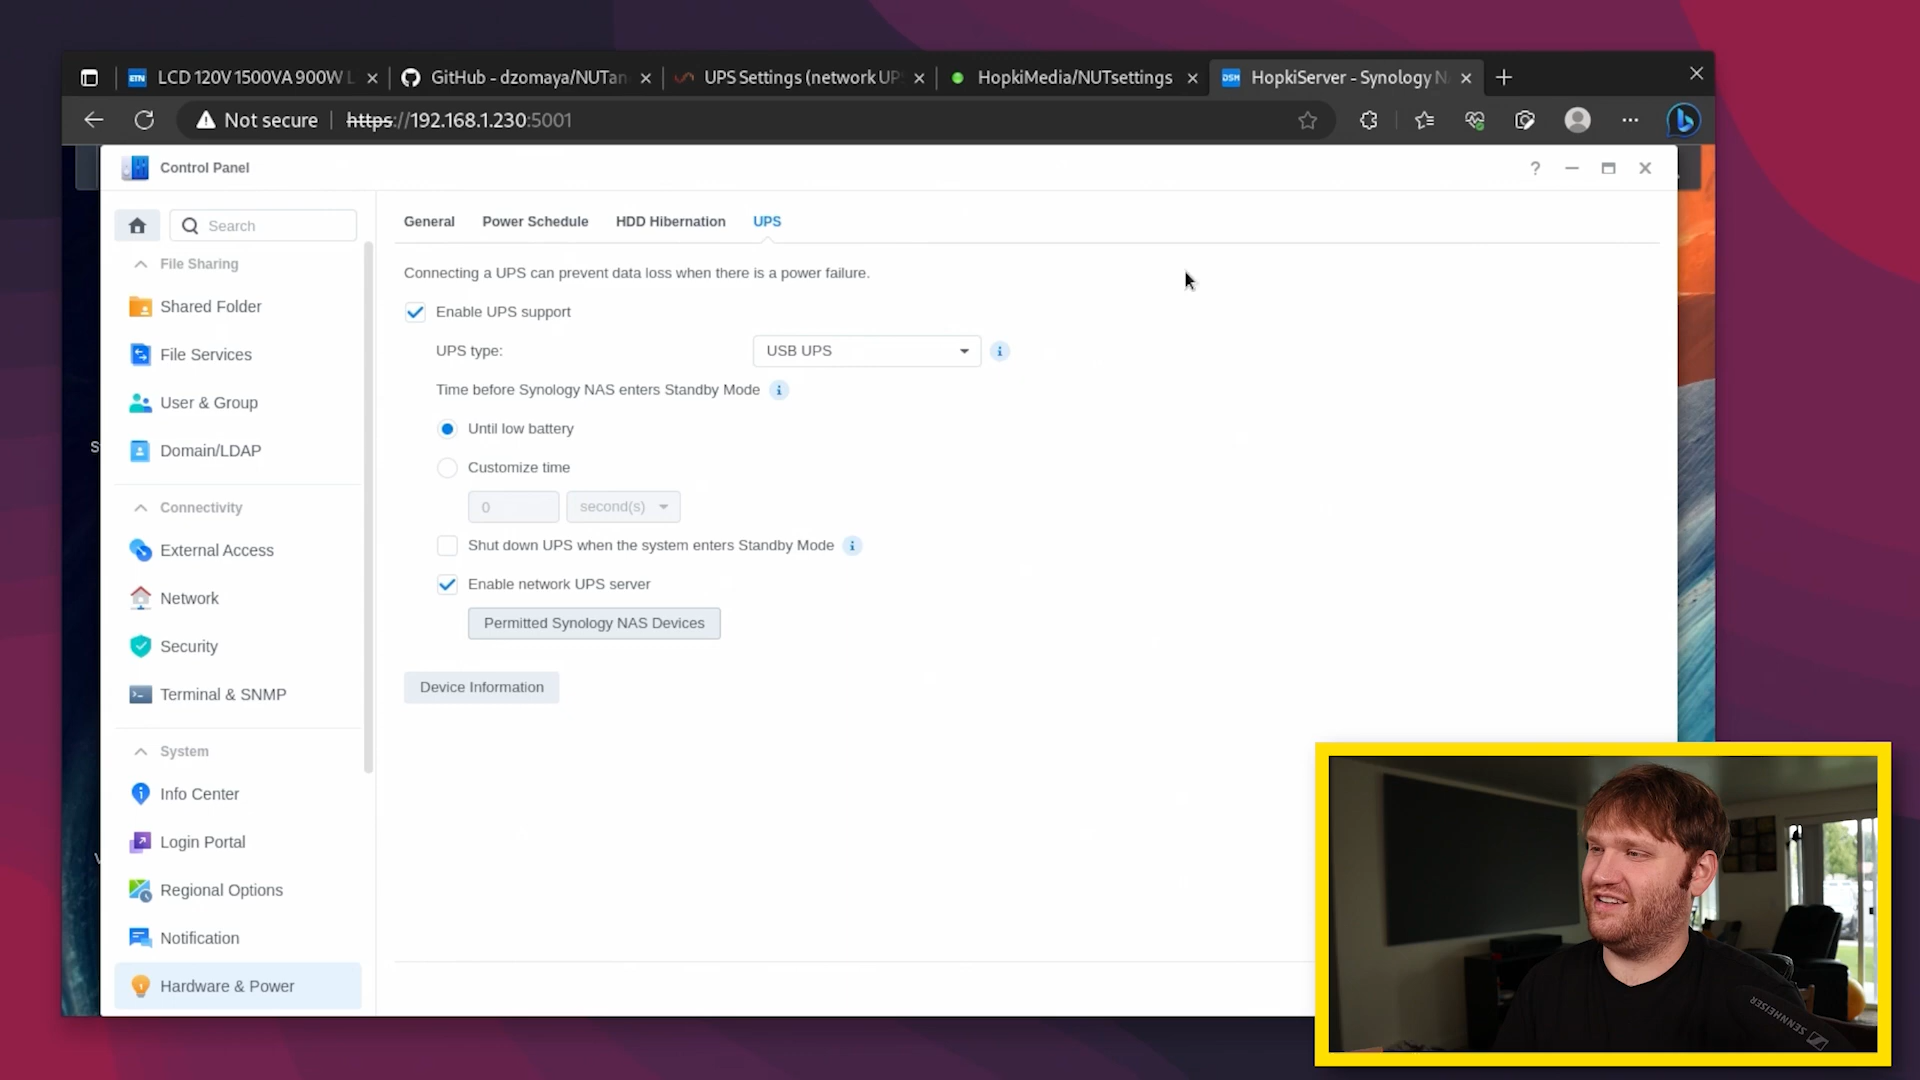 ETN LCD 120V 1500VA 900W L
GitHub - dzomaya/NUTan
UPS Settings (network UPS
HopkiMedia/NUTsettings
DSM HopkiServer - Synology N
Not secure https://192.168.1.230:5001
Control Panel
Search
File Sharing
Shared Folder
File Services
User & Group
Domain/LDAP
Connectivity
External Access
Network
Security
Terminal & SNMP
System
Info Center
Login Portal
Regional Options
Notification
Hardware & Power
General Power Schedule HDD Hibernation UPS
Connecting a UPS can prevent data loss when there is a power failure.
Enable UPS support
UPS type: USB UPS
Time before Synology NAS enters Standby Mode
Until low battery
Customize time
0 second(s)
Shut down UPS when the system enters Standby Mode
Enable network UPS server
Permitted Synology NAS Devices
Device Information
SENNHEISER